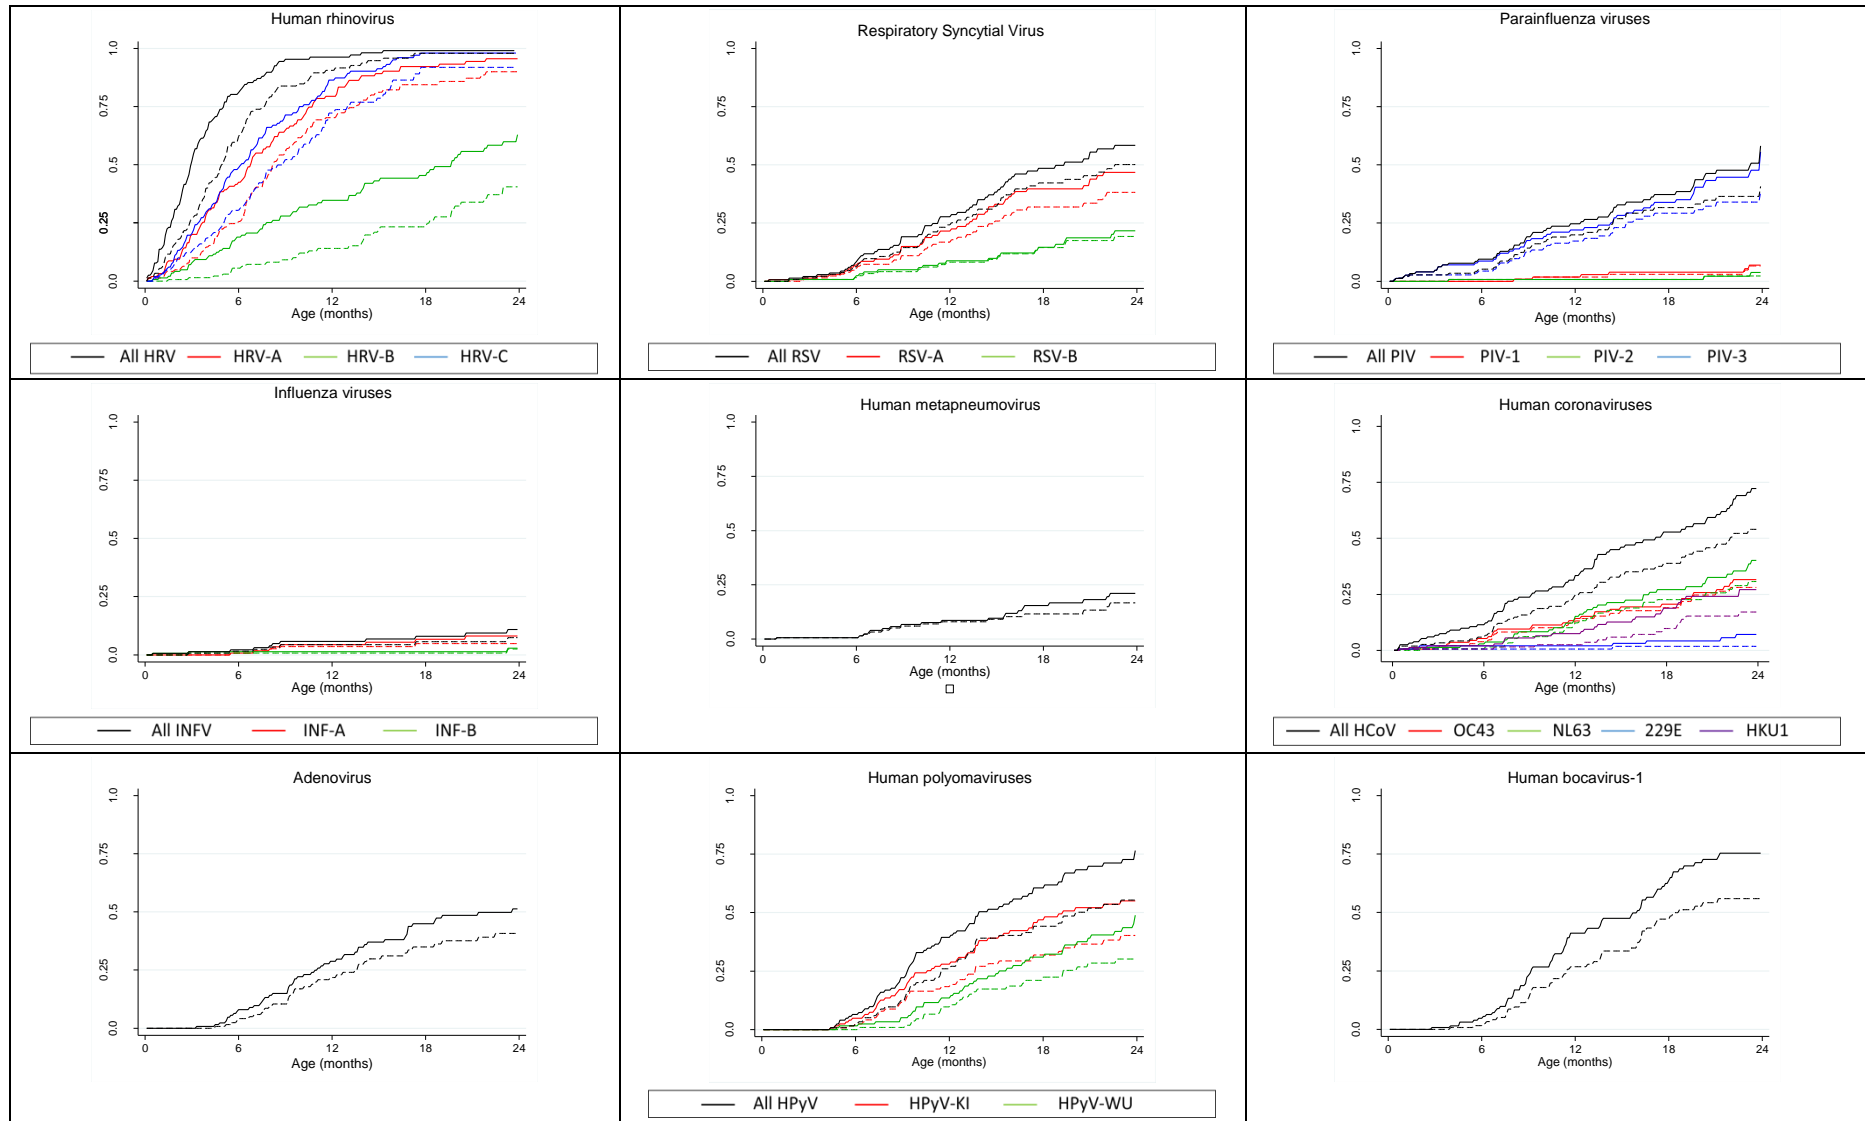 Human rhinovirus
1.0
0.75
0.5
0.25
0.0
0 6 12 18 24
Age (months)
All HRV HRV-A HRV-B HRV-C
Respiratory Syncytial Virus
1.0
0.75
0.5
0.25
0.0
0 6 12 18 24
Age (months)
All RSV RSV-A RSV-B
Parainfluenza viruses
1.0
0.75
0.5
0.25
0.0
0 6 12 18 24
Age (months)
All PIV PIV-1 PIV-2 PIV-3
Influenza viruses
1.0
0.75
0.5
0.25
0.0
0 6 12 18 24
Age (months)
All INFV INF-A INF-B
Human metapneumovirus
1.0
0.75
0.5
0.25
0.0
0 6 12 18 24
Age (months)
Human coronaviruses
1.0
0.75
0.5
0.25
0.0
0 6 12 18 24
Age (months)
All HCoV OC43 NL63 229E HKU1
Adenovirus
1.0
0.75
0.5
0.25
0.0
0 6 12 18 24
Age (months)
Human polyomaviruses
1.0
0.75
0.5
0.25
0.0
0 6 12 18 24
Age (months)
All HPyV HPyV-KI HPyV-WU
Human bocavirus-1
1.0
0.75
0.5
0.25
0.0
0 6 12 18 24
Age (months)